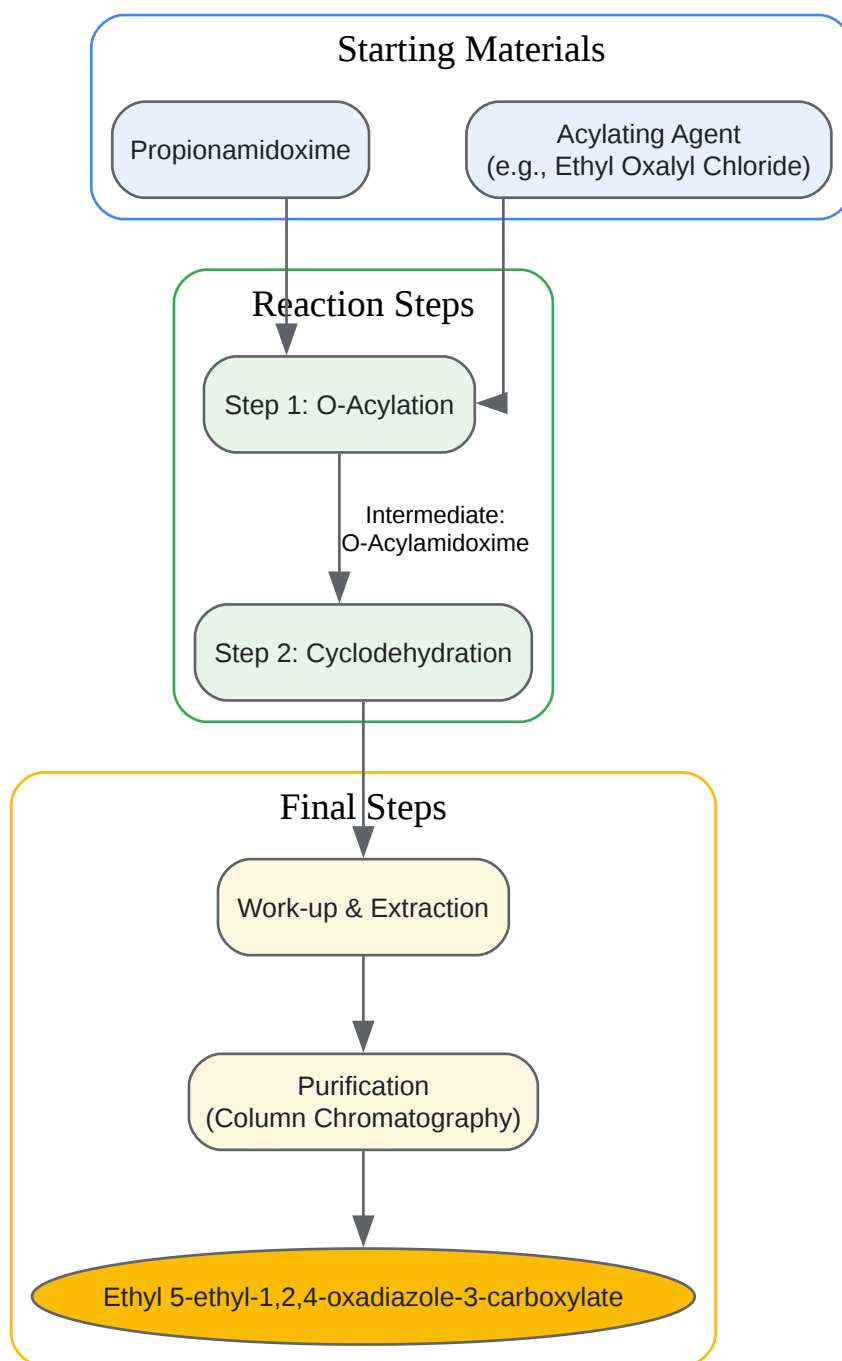 Starting Materials
Propionamidoxime
Acylating Agent
(e.g., Ethyl Oxalyl Chloride)
Reaction Steps
Step 1: O-Acylation
Intermediate:
O-Acylamidoxime
Step 2: Cyclodehydration
Final Steps
Work-up & Extraction
Purification
(Column Chromatography)
Ethyl 5-ethyl-1,2,4-oxadiazole-3-carboxylate